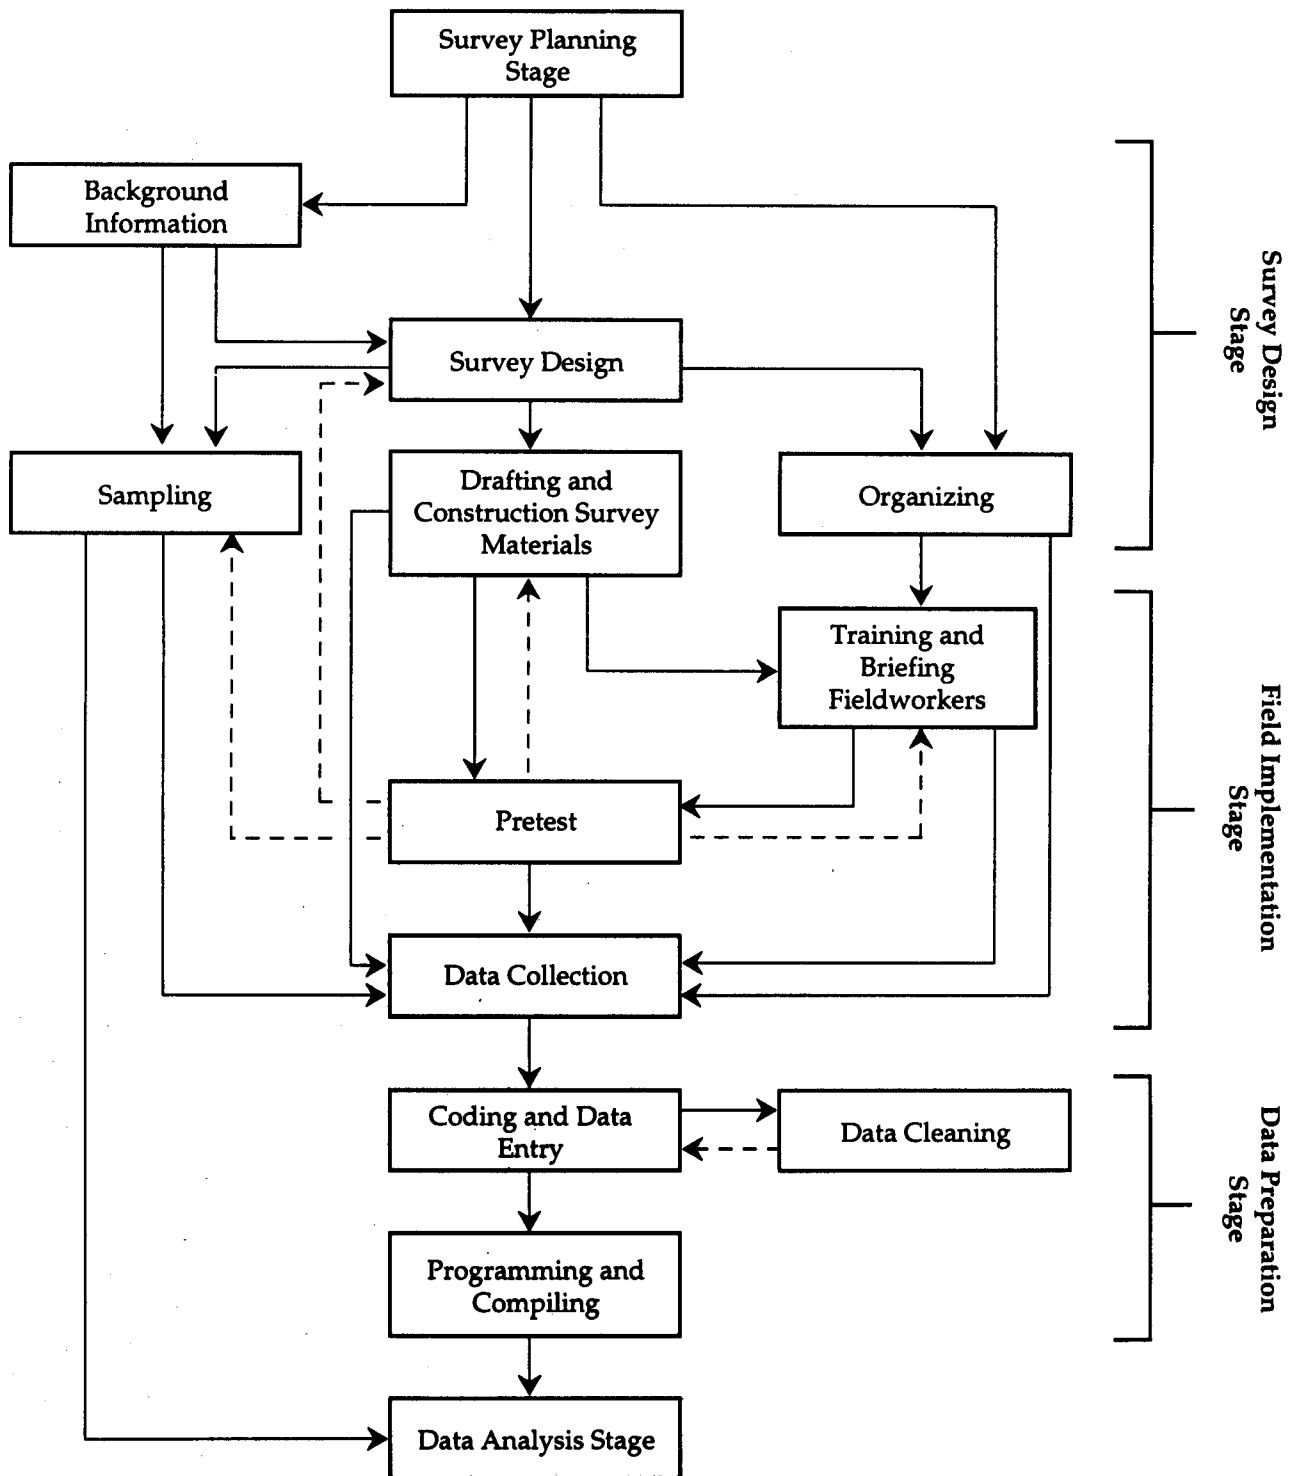 Survey Planning
Stage
Background
Information
Survey Design
Sampling
Drafting and
Construction Survey
Materials
Organizing
Training and
Briefing
Fieldworkers
Pretest
Data Collection
Coding and Data
Entry
Data Cleaning
Programming and
Compiling
Data Analysis Stage
Survey Design
Stage
Field Implementation
Stage
Data Preparation
Stage